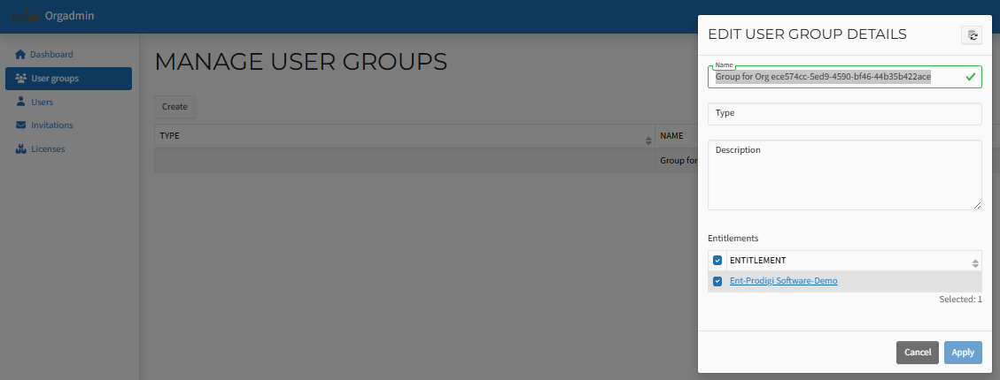 Orgadmin
Dashboard
User groups
Users
Invitations
Licenses
MANAGE USER GROUPS
Create
TYPE
NAME
Group for
EDIT USER GROUP DETAILS
Name
Group for Org ece574cc-5ed9-4590-bf46-44b35b422ace
Type
Description
Entitlements
ENTITLEMENT
Ent-Prodigi Software-Demo
Selected: 1
Cancel
Apply